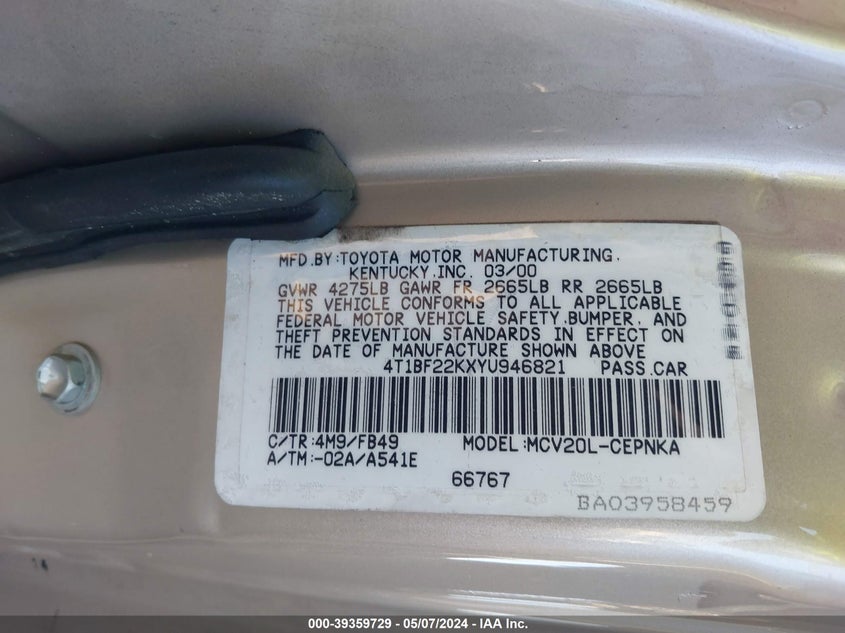 MFD.BY:TOYOTA MOTOR MANUFACTURING,
KENTUCKY,INC. 03/00
GVWR 4275LB GAWR FR 2665LB RR 2665LB
THIS VEHICLE CONFORMS TO ALL APPLICABLE
FEDERAL MOTOR VEHICLE SAFETY,BUMPER, AND
THEFT PREVENTION STANDARDS IN EFFECT ON
THE DATE OF MANUFACTURE SHOWN ABOVE
4T1BF22KXYU946821 PASS.CAR
C/TR:4M9/FB49 MODEL:MCV20L-CEPNKA
A/TM:-02A/A541E
66767
BA03958459
14
000-39359729 - 05/07/2024 - IAA Inc.